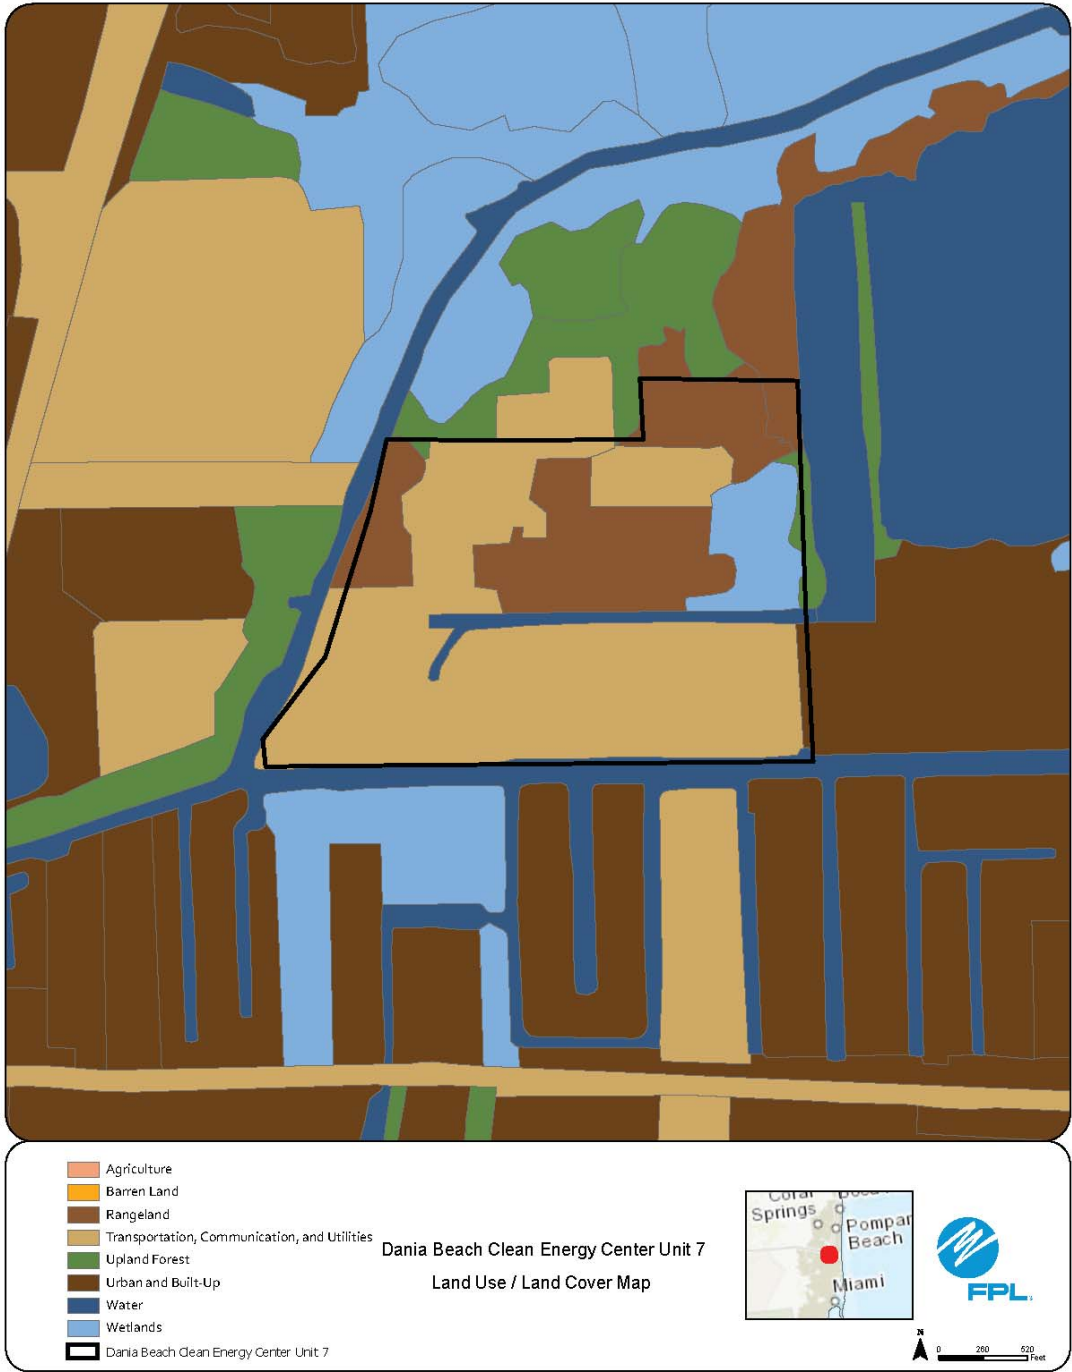 Agriculture
Barren Land
Rangeland
Transportation, Communication, and Utilities
Upland Forest
Urban and Built-Up
Water
Wetlands
Dania Beach Clean Energy Center Unit 7
Dania Beach Clean Energy Center Unit 7
Land Use / Land Cover Map
Coral
Springs
Pompar
Beach
Miami
FPL
N
0 260 520
Feet